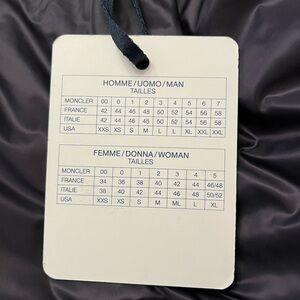 HOMME/UOMO/MAN
TAILLES
MONCLER 00 0 1 2 3 4 5 6 7
FRANCE 42 44 46 48 50 52 54 56 58
ITALIE 42 44 46 48 50 52 54 56 58
USA XXS XS S M L L XL XXL XXL
FEMME/DONNA/WOMAN
TAILLES
MONCLER 00 0 1 2 3 4 5
FRANCE 34 36 38 40 42 44 46/48
ITALIE 38 40 42 44 46 48 50/52
USA XXS XS S M ML L XL